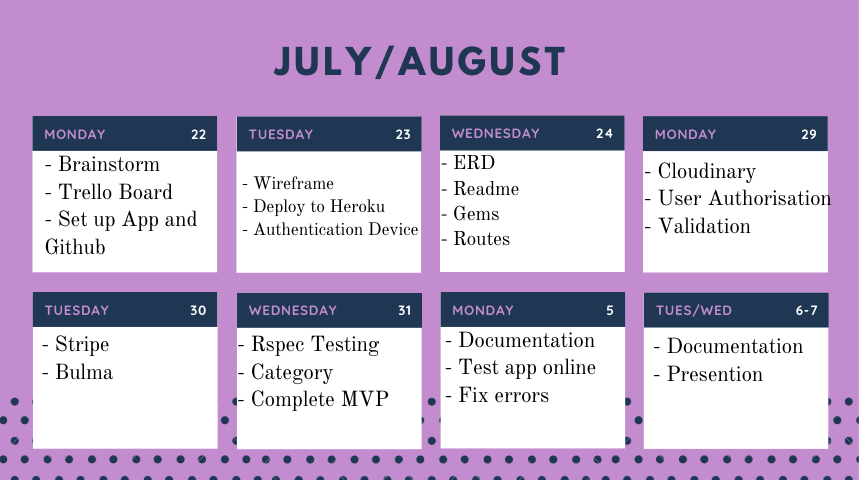 JULY/AUGUST
MONDAY 22
- Brainstorm
- Trello Board
- Set up App and
Github
TUESDAY 23
- Wireframe
- Deploy to Heroku
- Authentication Device
WEDNESDAY 24
- ERD
- Readme
- Gems
- Routes
MONDAY 29
- Cloudinary
- User Authorisation
- Validation
TUESDAY 30
- Stripe
- Bulma
WEDNESDAY 31
- Rspec Testing
- Category
- Complete MVP
MONDAY 5
- Documentation
- Test app online
- Fix errors
TUES/WED 6-7
- Documentation
- Presention